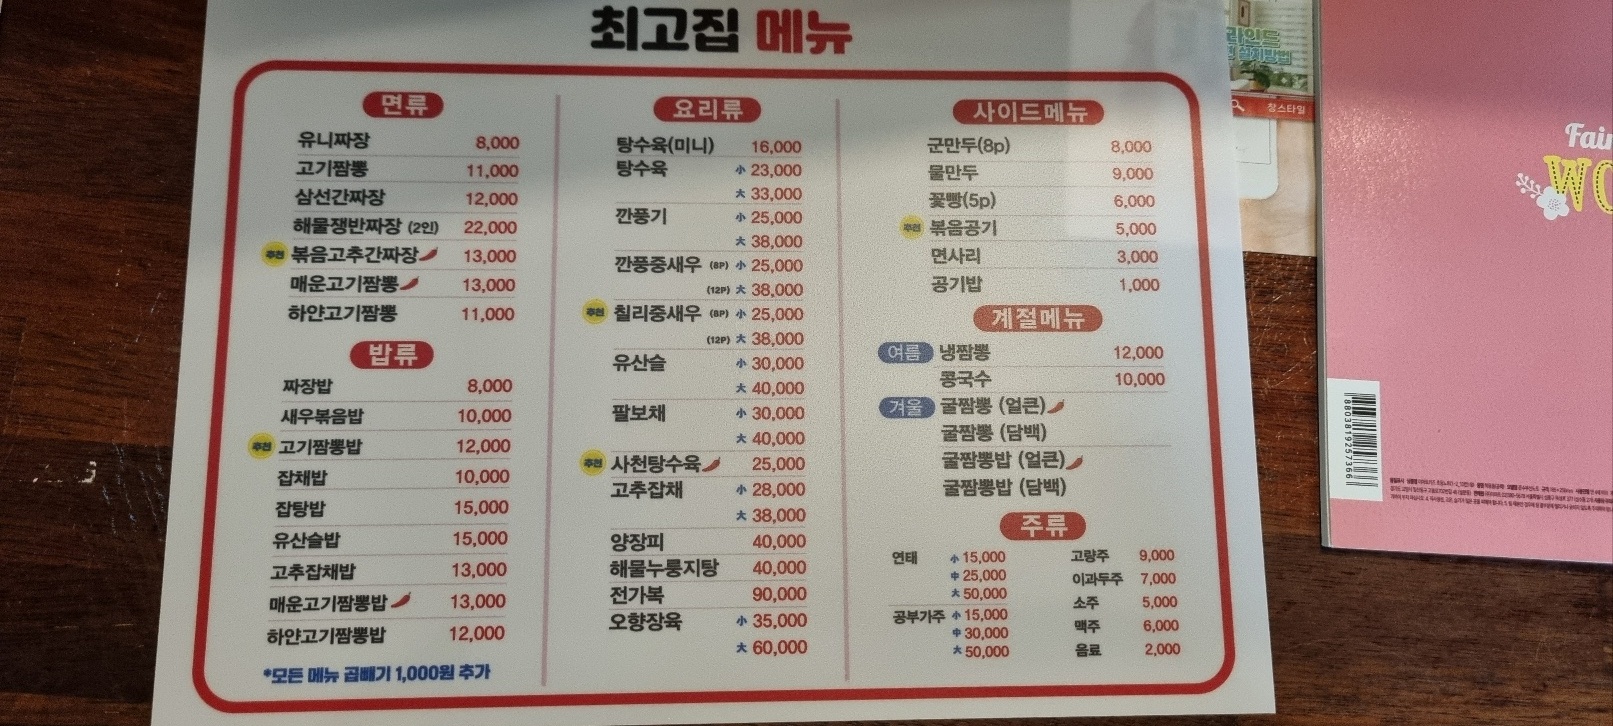 최고집 메뉴
면류
유니짜장 8,000
고기짬뽕 11,000
삼선간짜장 12,000
해물쟁반짜장 (2인) 22,000
추천 볶음고추간짜장 13,000
매운고기짬뽕 13,000
하얀고기짬뽕 11,000
밥류
짜장밥 8,000
새우볶음밥 10,000
추천 고기짬뽕밥 12,000
잡채밥 10,000
잡탕밥 15,000
유산슬밥 15,000
고추잡채밥 13,000
매운고기짬뽕밥 13,000
하얀고기짬뽕밥 12,000
*모든 메뉴 곱빼기 1,000원 추가
요리류
탕수육(미니) 16,000
탕수육 小 23,000
大 33,000
깐풍기 小 25,000
大 38,000
깐풍중새우 (8P) 小 25,000
(12P) 大 38,000
추천 칠리중새우 (8P) 小 25,000
(12P) 大 38,000
유산슬 小 30,000
大 40,000
팔보채 小 30,000
大 40,000
추천 사천탕수육 25,000
고추잡채 小 28,000
大 38,000
양장피 40,000
해물누룽지탕 40,000
전가복 90,000
오향장육 小 35,000
大 60,000
사이드메뉴
군만두(8p) 8,000
물만두 9,000
꽃빵(5p) 6,000
추천 볶음공기 5,000
면사리 3,000
공기밥 1,000
계절메뉴
여름 냉짬뽕 12,000
콩국수 10,000
겨울 굴짬뽕 (얼큰)
굴짬뽕 (담백)
굴짬뽕밥 (얼큰)
굴짬뽕밥 (담백)
주류
연태 小 15,000
中 25,000
大 50,000
공부가주 小 15,000
中 30,000
大 50,000
고량주 9,000
이과두주 7,000
소주 5,000
맥주 6,000
음료 2,000
설치방법
창스타일
Fai
WO